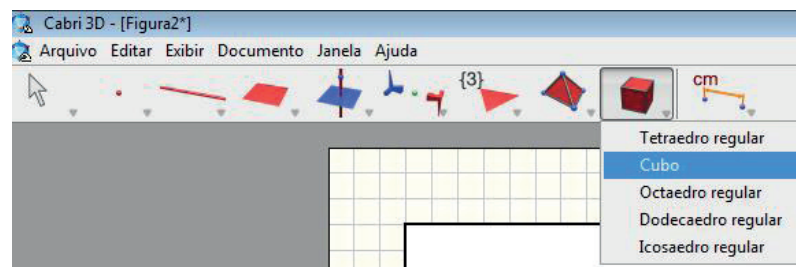 Cabri 3D - [Figura2*]
Arquivo Editar Exibir Documento Janela Ajuda
{3}
cm
Tetraedro regular
Cubo
Octaedro regular
Dodecaedro regular
Icosaedro regular